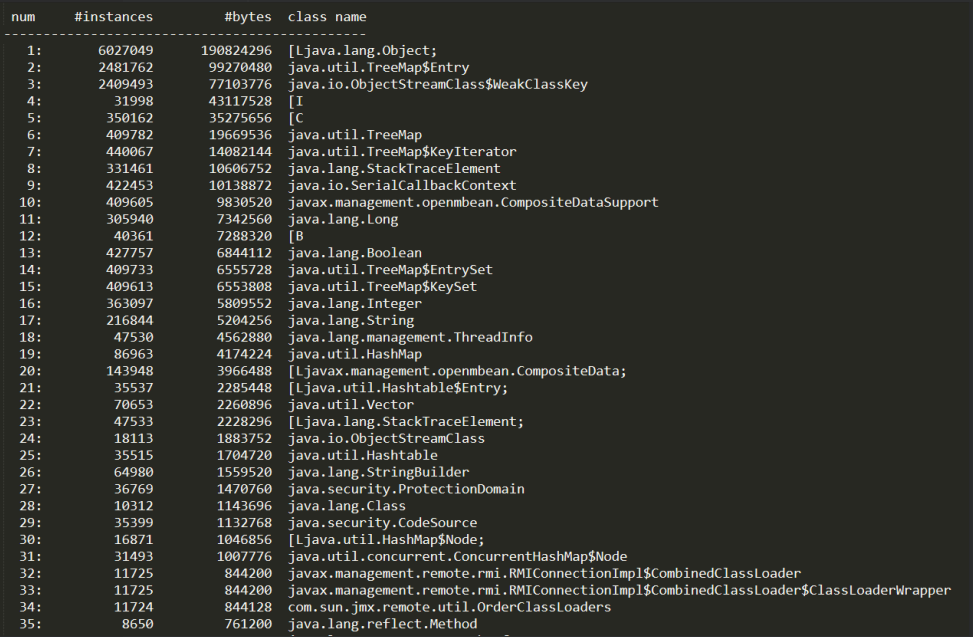 num     #instances         #bytes  class name
----------------------------------------------
   1:       6027049      190824296  [Ljava.lang.Object;
   2:       2481762       99270480  java.util.TreeMap$Entry
   3:       2409493       77103776  java.io.ObjectStreamClass$WeakClassKey
   4:         31998       43117528  [I
   5:        350162       35275656  [C
   6:        409782       19669536  java.util.TreeMap
   7:        440067       14082144  java.util.TreeMap$KeyIterator
   8:        331461       10606752  java.lang.StackTraceElement
   9:        422453       10138872  java.io.SerialCallbackContext
  10:        409605        9830520  javax.management.openmbean.CompositeDataSupport
  11:        305940        7342560  java.lang.Long
  12:         40361        7288320  [B
  13:        427757        6844112  java.lang.Boolean
  14:        409733        6555728  java.util.TreeMap$EntrySet
  15:        409613        6553808  java.util.TreeMap$KeySet
  16:        363097        5809552  java.lang.Integer
  17:        216844        5204256  java.lang.String
  18:         47530        4562880  java.lang.management.ThreadInfo
  19:         86963        4174224  java.util.HashMap
  20:        143948        3966488  [Ljavax.management.openmbean.CompositeData;
  21:         35537        2285448  [Ljava.util.Hashtable$Entry;
  22:         70653        2260896  java.util.Vector
  23:         47533        2228296  [Ljava.lang.StackTraceElement;
  24:         18113        1883752  java.io.ObjectStreamClass
  25:         35515        1704720  java.util.Hashtable
  26:         64980        1559520  java.lang.StringBuilder
  27:         36769        1470760  java.security.ProtectionDomain
  28:         10312        1143696  java.lang.Class
  29:         35399        1132768  java.security.CodeSource
  30:         16871        1046856  [Ljava.util.HashMap$Node;
  31:         31493        1007776  java.util.concurrent.ConcurrentHashMap$Node
  32:         11725         844200  javax.management.remote.rmi.RMIConnectionImpl$CombinedClassLoader
  33:         11725         844200  javax.management.remote.rmi.RMIConnectionImpl$CombinedClassLoader$ClassLoaderWrapper
  34:         11724         844128  com.sun.jmx.remote.util.OrderClassLoaders
  35:          8650         761200  java.lang.reflect.Method